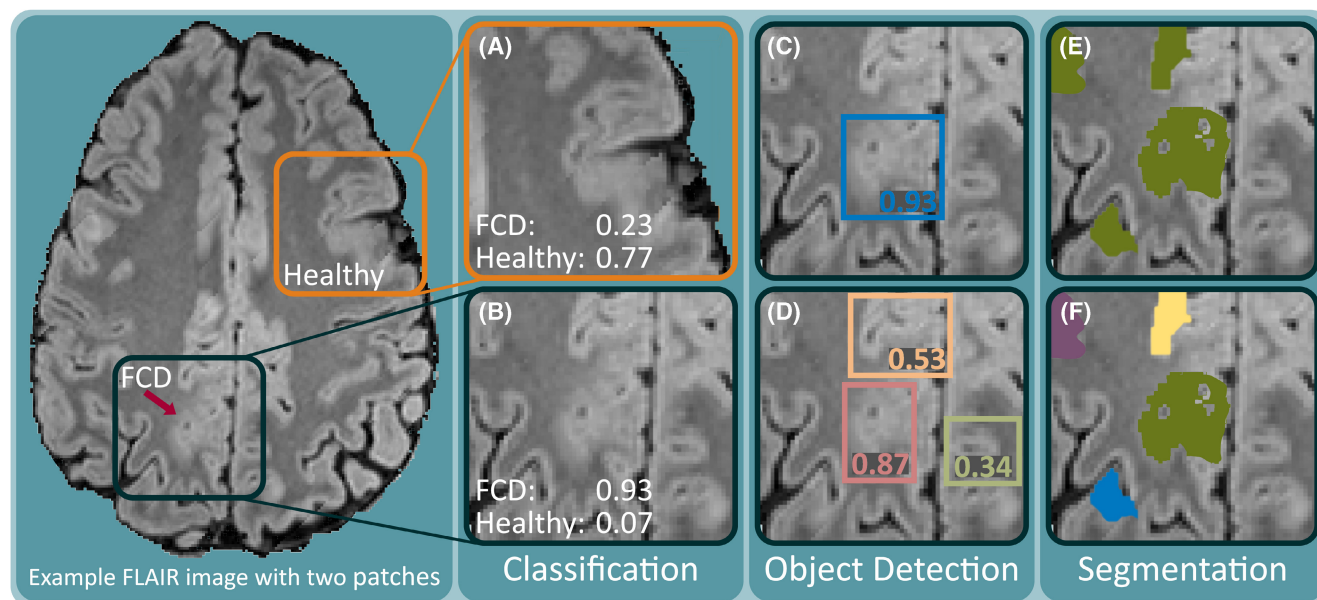 Healthy
FCD
Example FLAIR image with two patches
(A)
FCD: 0.23
Healthy: 0.77
(B)
FCD: 0.93
Healthy: 0.07
Classification
(C)
0.93
(D)
0.53
0.87
0.34
Object Detection
(E)
(F)
Segmentation